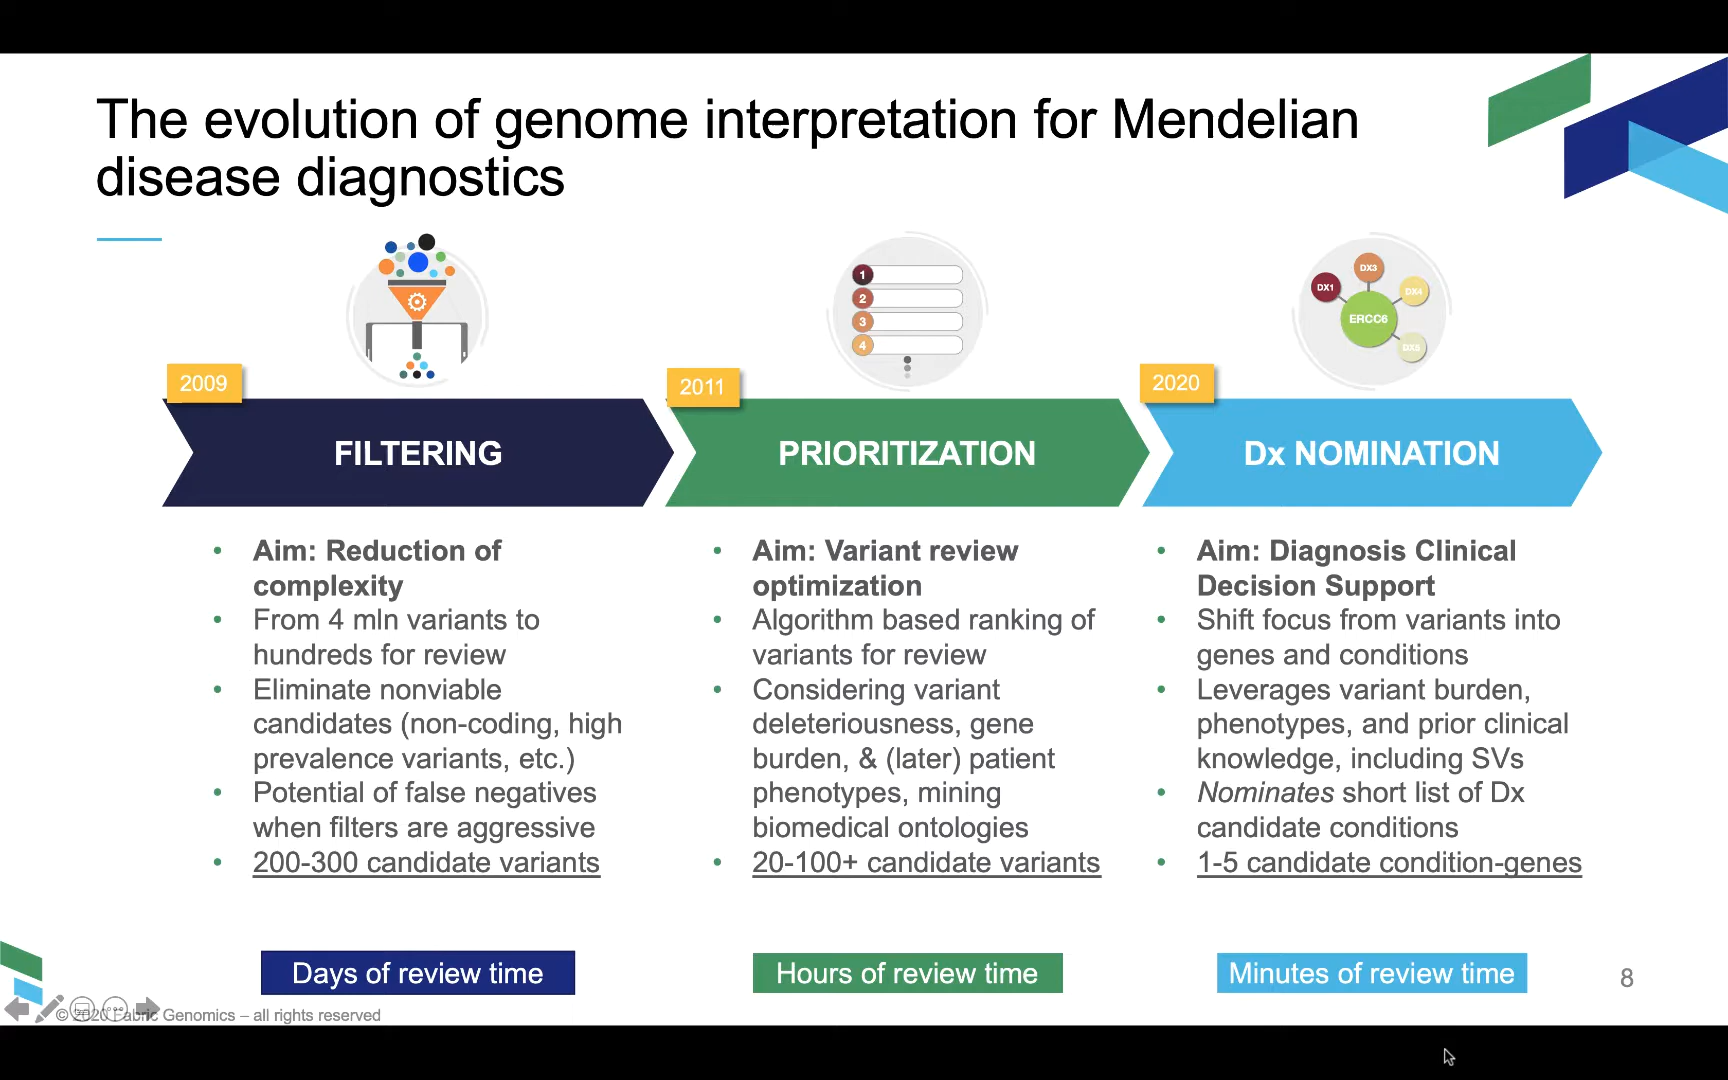 The evolution of genome interpretation for Mendelian
disease diagnostics
1
2
3
4
DX1
DX3
DX4
ERCC6
DX5
2009
2011
2020
FILTERING
PRIORITIZATION
Dx NOMINATION
• Aim: Reduction of
complexity
• From 4 mln variants to
hundreds for review
• Eliminate nonviable
candidates (non-coding, high
prevalence variants, etc.)
• Potential of false negatives
when filters are aggressive
• 200-300 candidate variants
• Aim: Variant review
optimization
• Algorithm based ranking of
variants for review
• Considering variant
deleteriousness, gene
burden, & (later) patient
phenotypes, mining
biomedical ontologies
• 20-100+ candidate variants
• Aim: Diagnosis Clinical
Decision Support
• Shift focus from variants into
genes and conditions
• Leverages variant burden,
phenotypes, and prior clinical
knowledge, including SVs
• Nominates short list of Dx
candidate conditions
• 1-5 candidate condition-genes
Days of review time
Hours of review time
Minutes of review time
8
© 2020 Fabric Genomics – all rights reserved